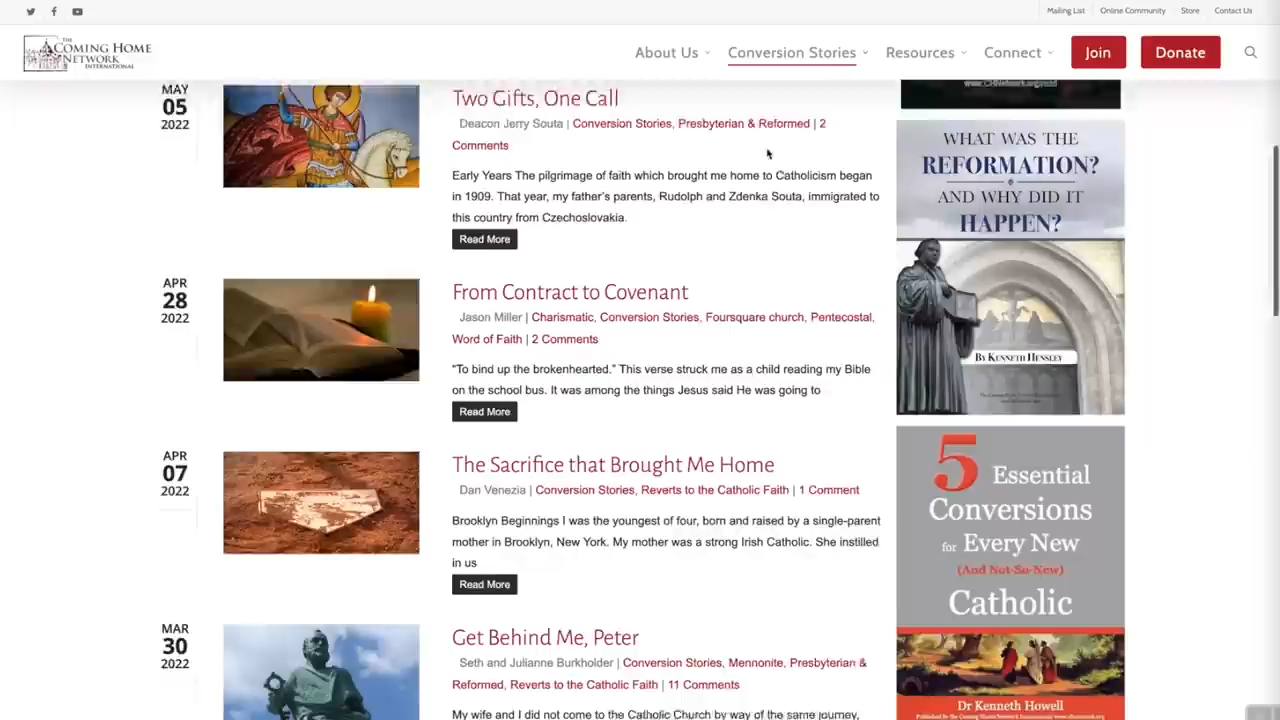 Mailing List
Online Community
Store
Contact Us
THE
COMING HOME
NETWORK
INTERNATIONAL
About Us
Conversion Stories
Resources
Connect
Join
Donate
MAY
05
2022
Two Gifts, One Call
Deacon Jerry Souta | Conversion Stories, Presbyterian & Reformed | 2
Comments
Early Years The pilgrimage of faith which brought me home to Catholicism began
in 1909. That year, my father's parents, Rudolph and Zdenka Souta, immigrated to
this country from Czechoslovakia.
Read More
APR
28
2022
From Contract to Covenant
Jason Miller | Charismatic, Conversion Stories, Foursquare church, Pentecostal,
Word of Faith | 2 Comments
“To bind up the brokenhearted.” This verse struck me as a child reading my Bible
on the school bus. It was among the things Jesus said He was going to
Read More
APR
07
2022
The Sacrifice that Brought Me Home
Dan Venezia | Conversion Stories, Reverts to the Catholic Faith | 1 Comment
Brooklyn Beginnings I was the youngest of four, born and raised by a single-parent
mother in Brooklyn, New York. My mother was a strong Irish Catholic. She instilled
in us
Read More
MAR
30
2022
Get Behind Me, Peter
Seth and Julianne Burkholder | Conversion Stories, Mennonite, Presbyterian &
Reformed, Reverts to the Catholic Faith | 11 Comments
My wife and I did not come to the Catholic Church by way of the same journey,
WHAT WAS THE
REFORMATION?
AND WHY DID IT
HAPPEN?
BY KENNETH HENSLEY
5 Essential
Conversions
for Every New
(And Not-So-New)
Catholic
Dr Kenneth Howell